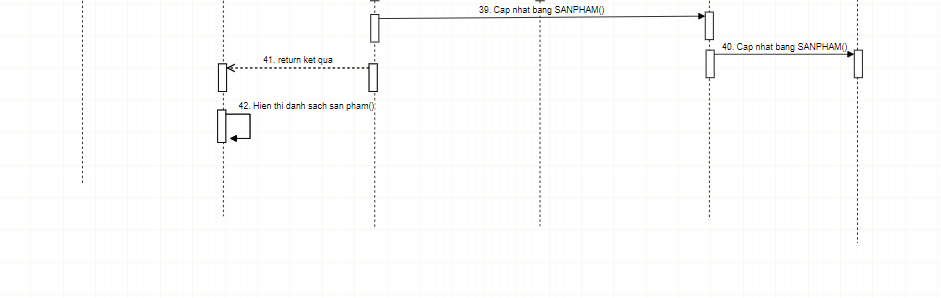 39. Cap nhat bang SANPHAM()
40. Cap nhat bang SANPHAM()
41. return ket qua
42. Hien thi danh sach san pham()